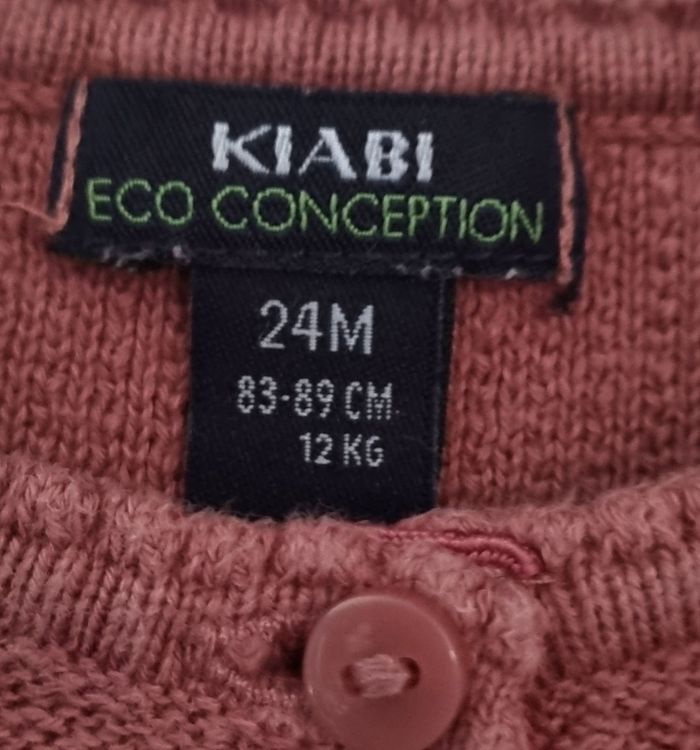 KIABI
ECO CONCEPTION
24M
83-89 CM
12 KG